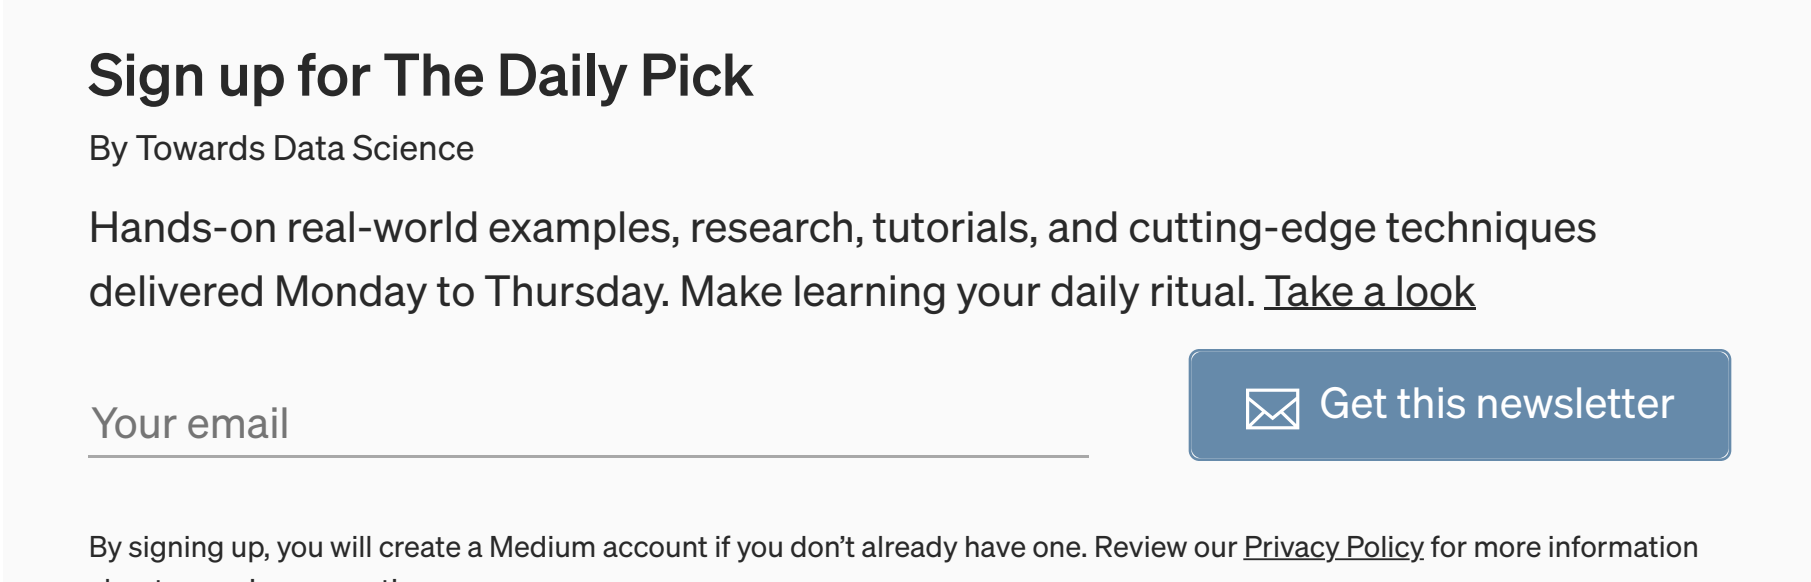 Sign up for The Daily Pick
By Towards Data Science
Hands-on real-world examples, research, tutorials, and cutting-edge techniques
delivered Monday to Thursday. Make learning your daily ritual. Take a look
Your email
Get this newsletter
By signing up, you will create a Medium account if you don’t already have one. Review our Privacy Policy for more information